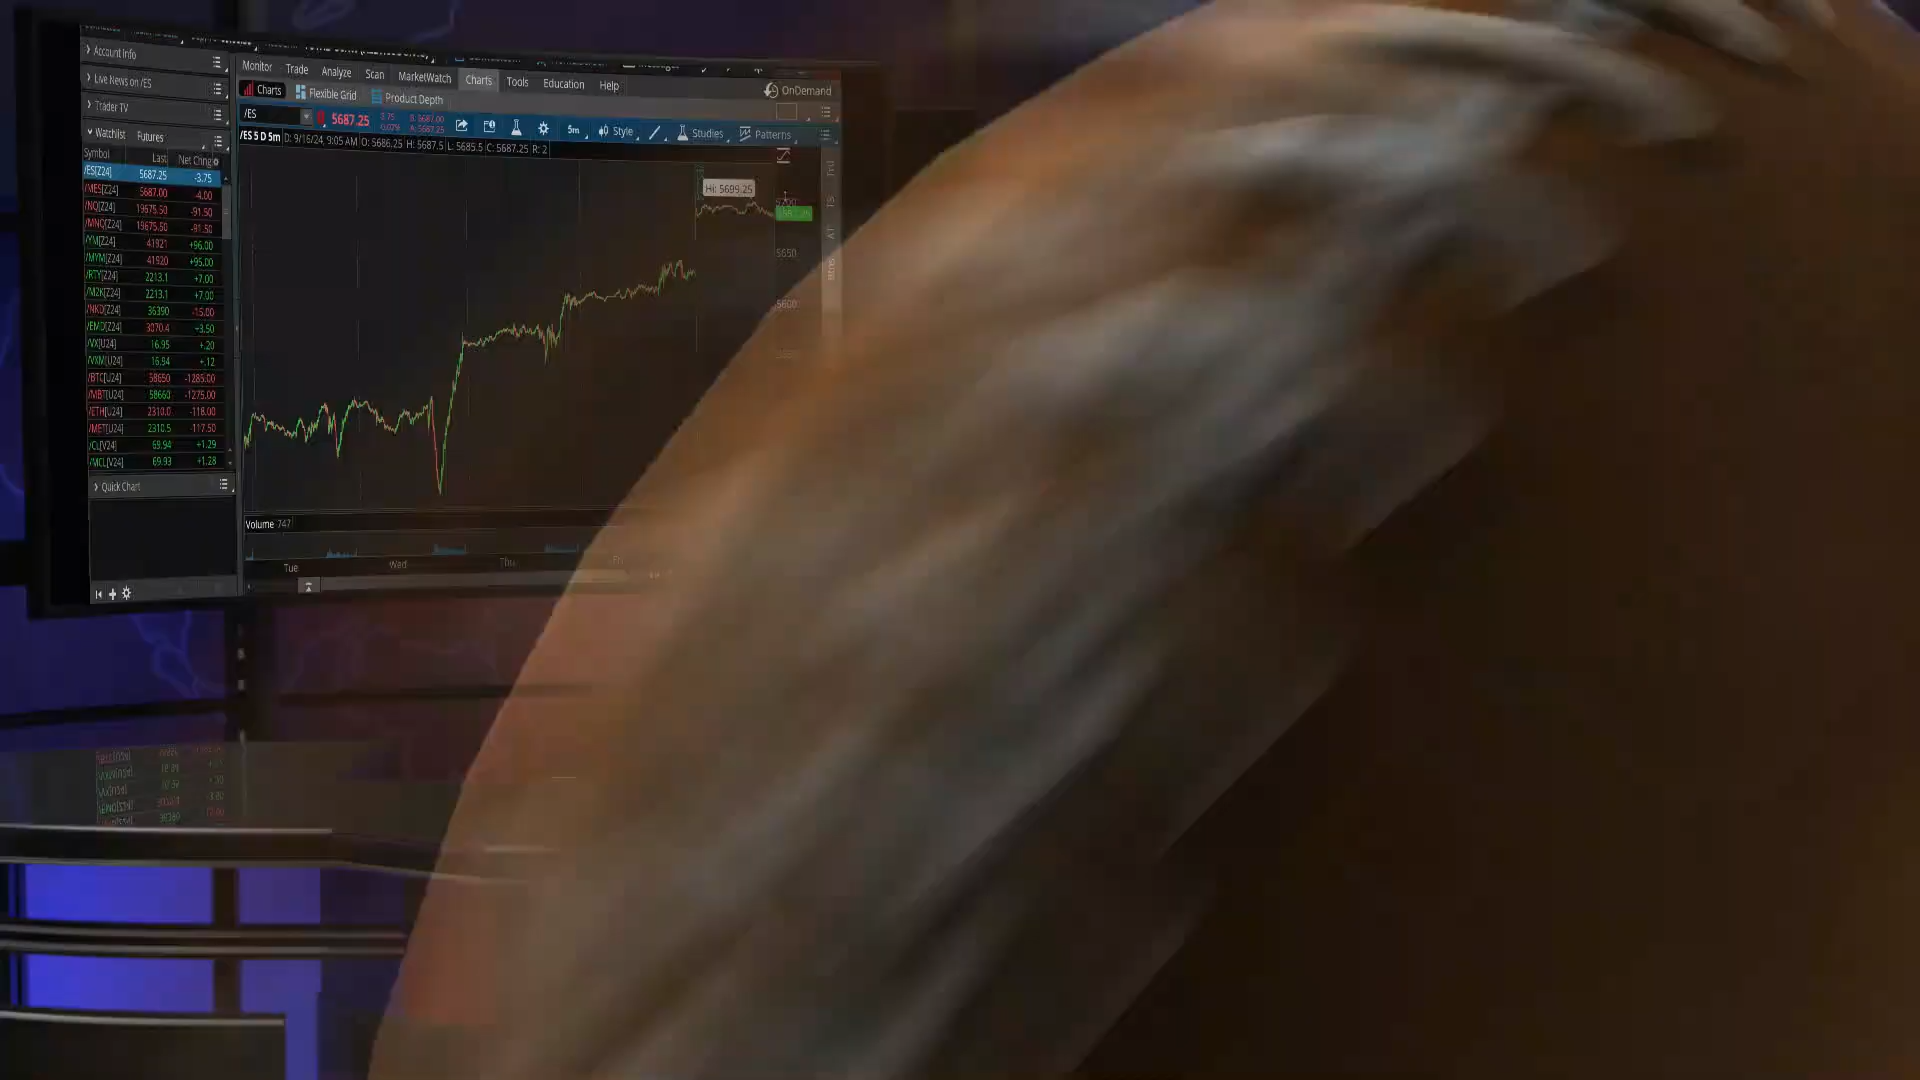 Account Info
Live News on /ES
Trader TV
Watchlist Futures
Symbol Last Net Chng
/ES[Z24] 5687.25 -3.75
/MES[Z24] 5687.00 -4.00
/NQ[Z24] 19675.50 -91.50
/MNQ[Z24] 19675.50 -91.50
/YM[Z24] 41921 +96.00
/MYM[Z24] 41920 +95.00
/RTY[Z24] 2213.1 +7.00
/M2K[Z24] 2213.1 +7.00
/NKD[Z24] 36390 -15.00
/EMD[Z24] 3070.4 +3.50
/VX[U24] 16.95 +.20
/VXM[U24] 16.94 +.12
/BTC[U24] 58650 -1285.00
/MBT[U24] 58660 -1275.00
/ETH[U24] 2310.0 -118.00
/MET[U24] 2310.5 -117.50
/CL[V24] 69.94 +1.29
/MCL[V24] 69.93 +1.28
Quick Chart
Monitor Trade Analyze Scan MarketWatch Charts Tools Education Help
OnDemand
Charts Flexible Grid Product Depth
/ES 5687.25 5m Style Studies Patterns
/ES 5 D 5m D: 9/16/24, 9:05 AM O: 5686.25 H: 5687.5 L: 5685.5 C: 5687.25 R: 2
Hi: 5699.25
5700
5650
5600
Volume 747
Tue Wed Thu Fri